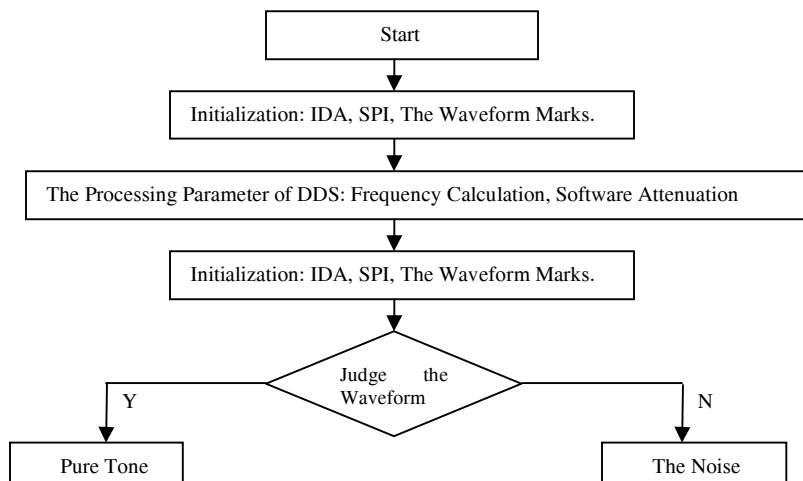 Start
Initialization: IDA, SPI, The Waveform Marks.
The Processing Parameter of DDS: Frequency Calculation, Software Attenuation
Initialization: IDA, SPI, The Waveform Marks.
Judge the
Waveform
Y
N
Pure Tone
The Noise